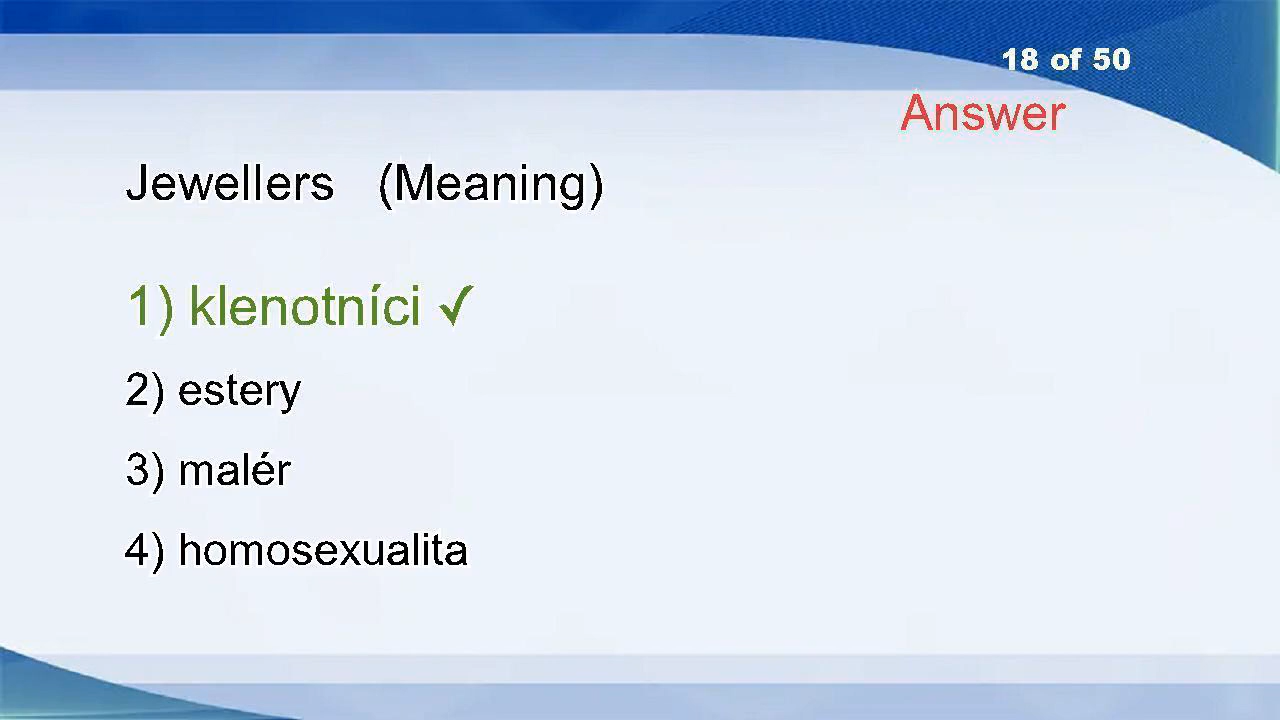 18 of 50
Answer
Jewellers (Meaning)
1) klenotníci ✓
2) estery
3) malér
4) homosexualita